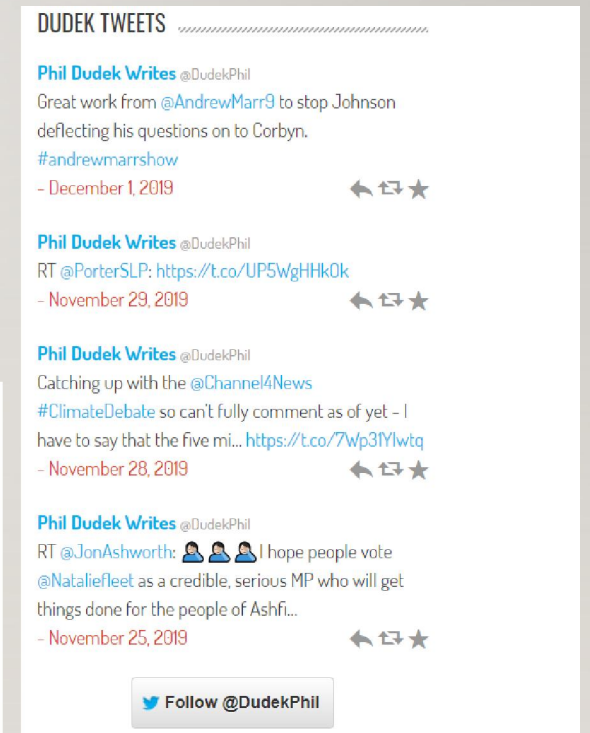 DUDEK TWEETS
Phil Dudek Writes @DudekPhil
Great work from @AndrewMarr9 to stop Johnson
deflecting his questions on to Corbyn.
#andrewmarrshow
- December 1, 2019
Phil Dudek Writes @DudekPhil
RT @PorterSLP: https://t.co/UP5WgHHkOk
- November 29, 2019
Phil Dudek Writes @DudekPhil
Catching up with the @Channel4News
#ClimateDebate so can't fully comment as of yet - I
have to say that the five mi... https://t.co/7Wp31YIwtq
- November 28, 2019
Phil Dudek Writes @DudekPhil
RT @JonAshworth: 🤦🤦🤦 I hope people vote
@Nataliefleet as a credible, serious MP who will get
things done for the people of Ashfi...
- November 25, 2019
Follow @DudekPhil